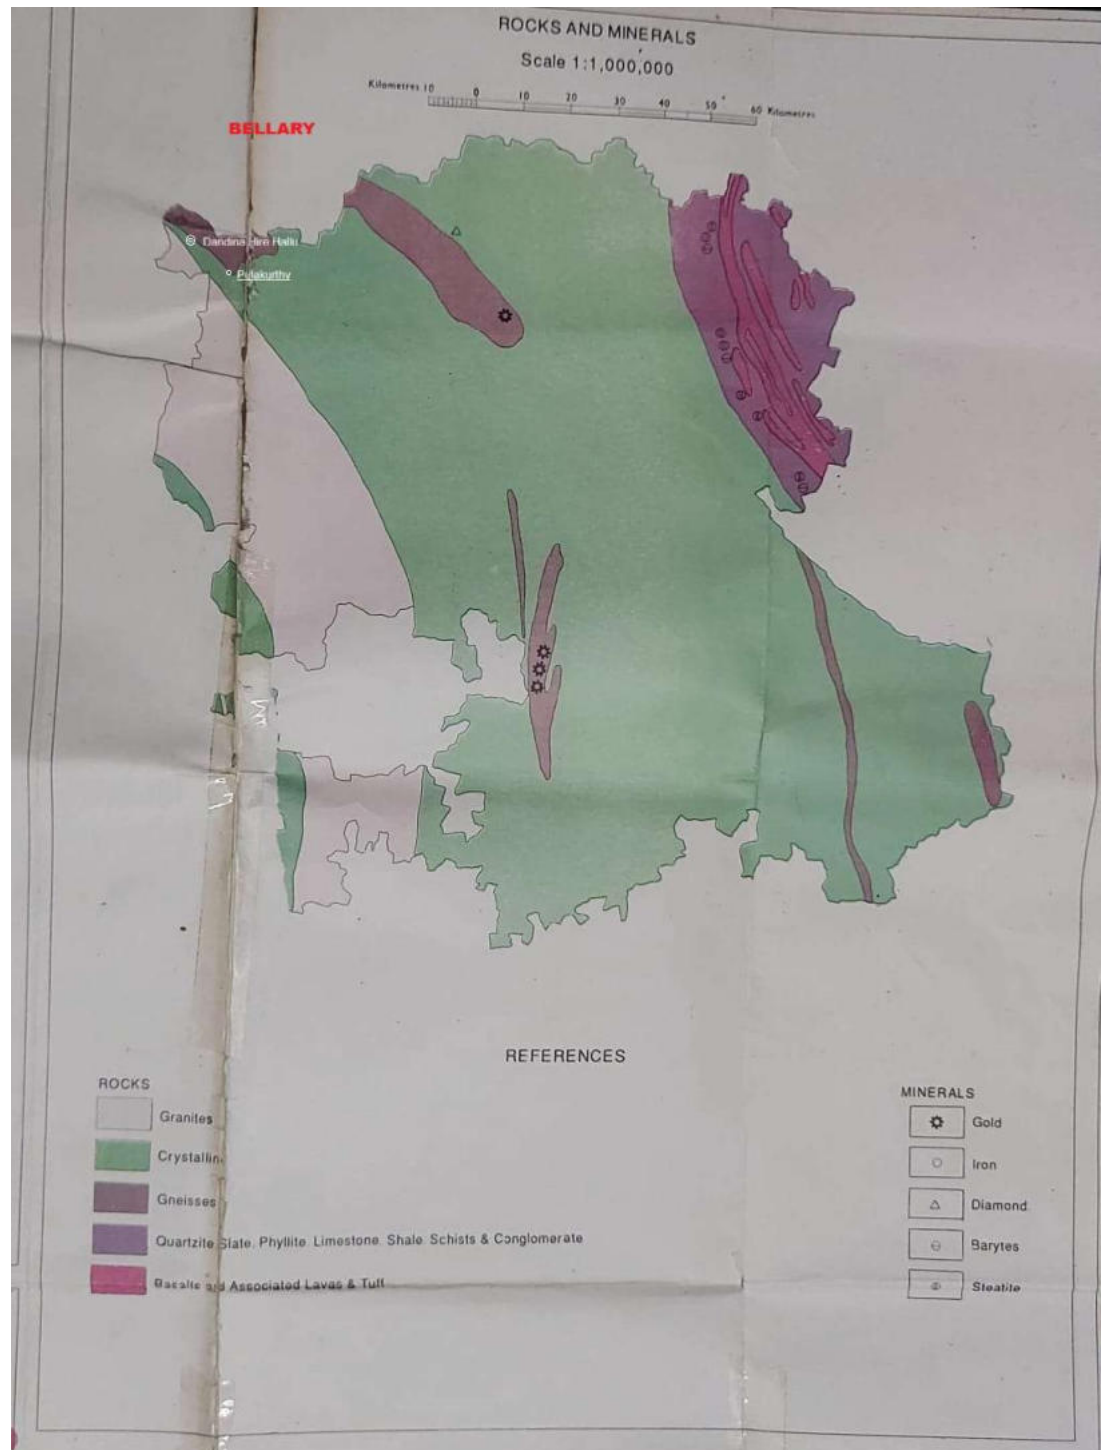 ROCKS AND MINERALS
Scale 1:1,000,000
Kilometres 10 0 10 20 30 40 50 60 Kilometres
BELLARY
Dandina Hire Hallu
Pulakurthy
REFERENCES
ROCKS
Granites
Crystallin
Gneisses
Quartzite Slate, Phyllite, Limestone, Shale, Schists & Conglomerate
Associated Lavas & Tuff
MINERALS
Gold
Iron
Diamond
Barytes
Steatite